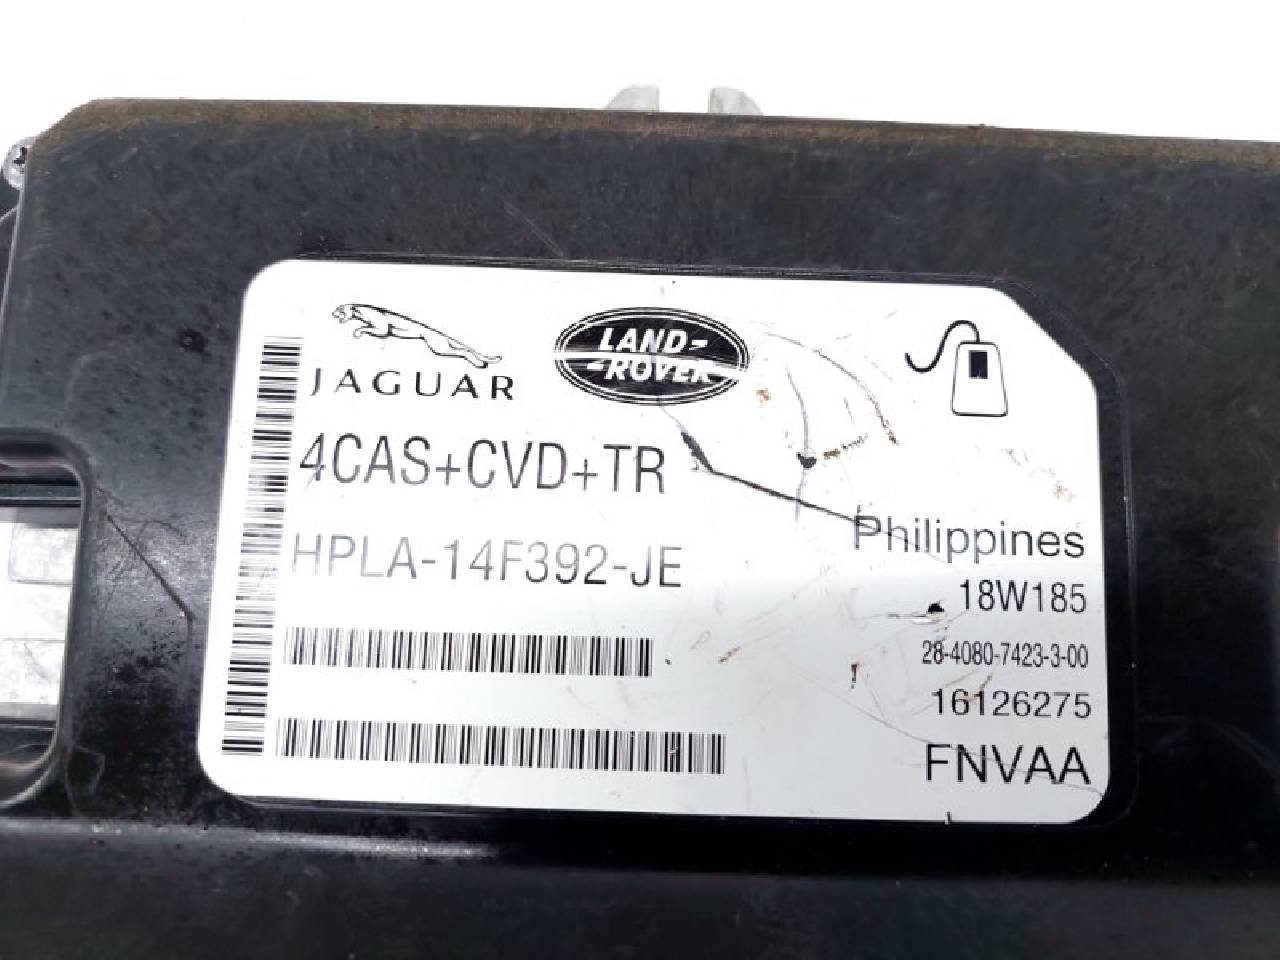 JAGUAR
LAND-
-ROVER
4CAS+CVD+TR
HPLA-14F392-JE
Philippines
18W185
28-4080-7423-3-00
16126275
FNVAA